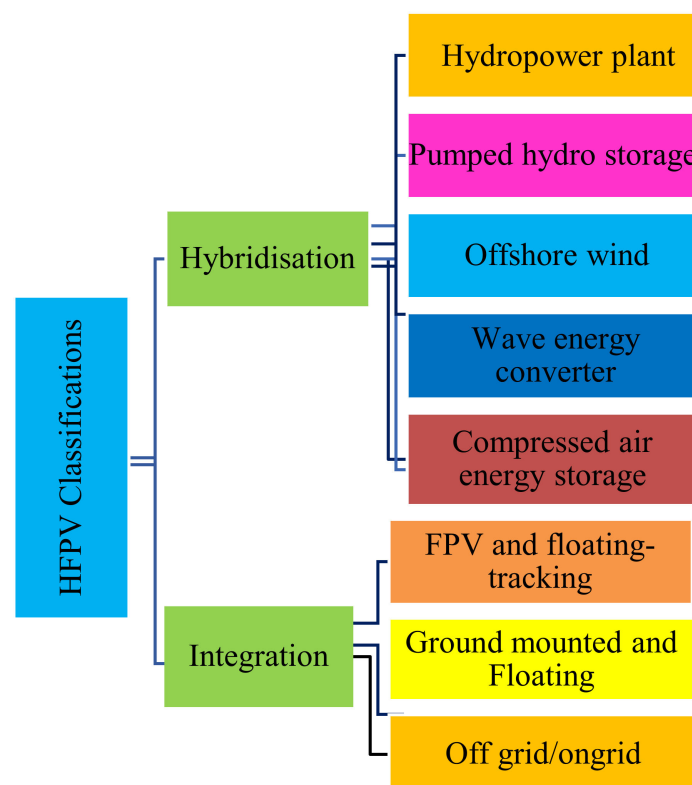 HFPV Classifications
Hybridisation
Hydropower plant
Pumped hydro storage
Offshore wind
Wave energy
converter
Compressed air
energy storage
Integration
FPV and floating-
tracking
Ground mounted and
Floating
Off grid/ongrid